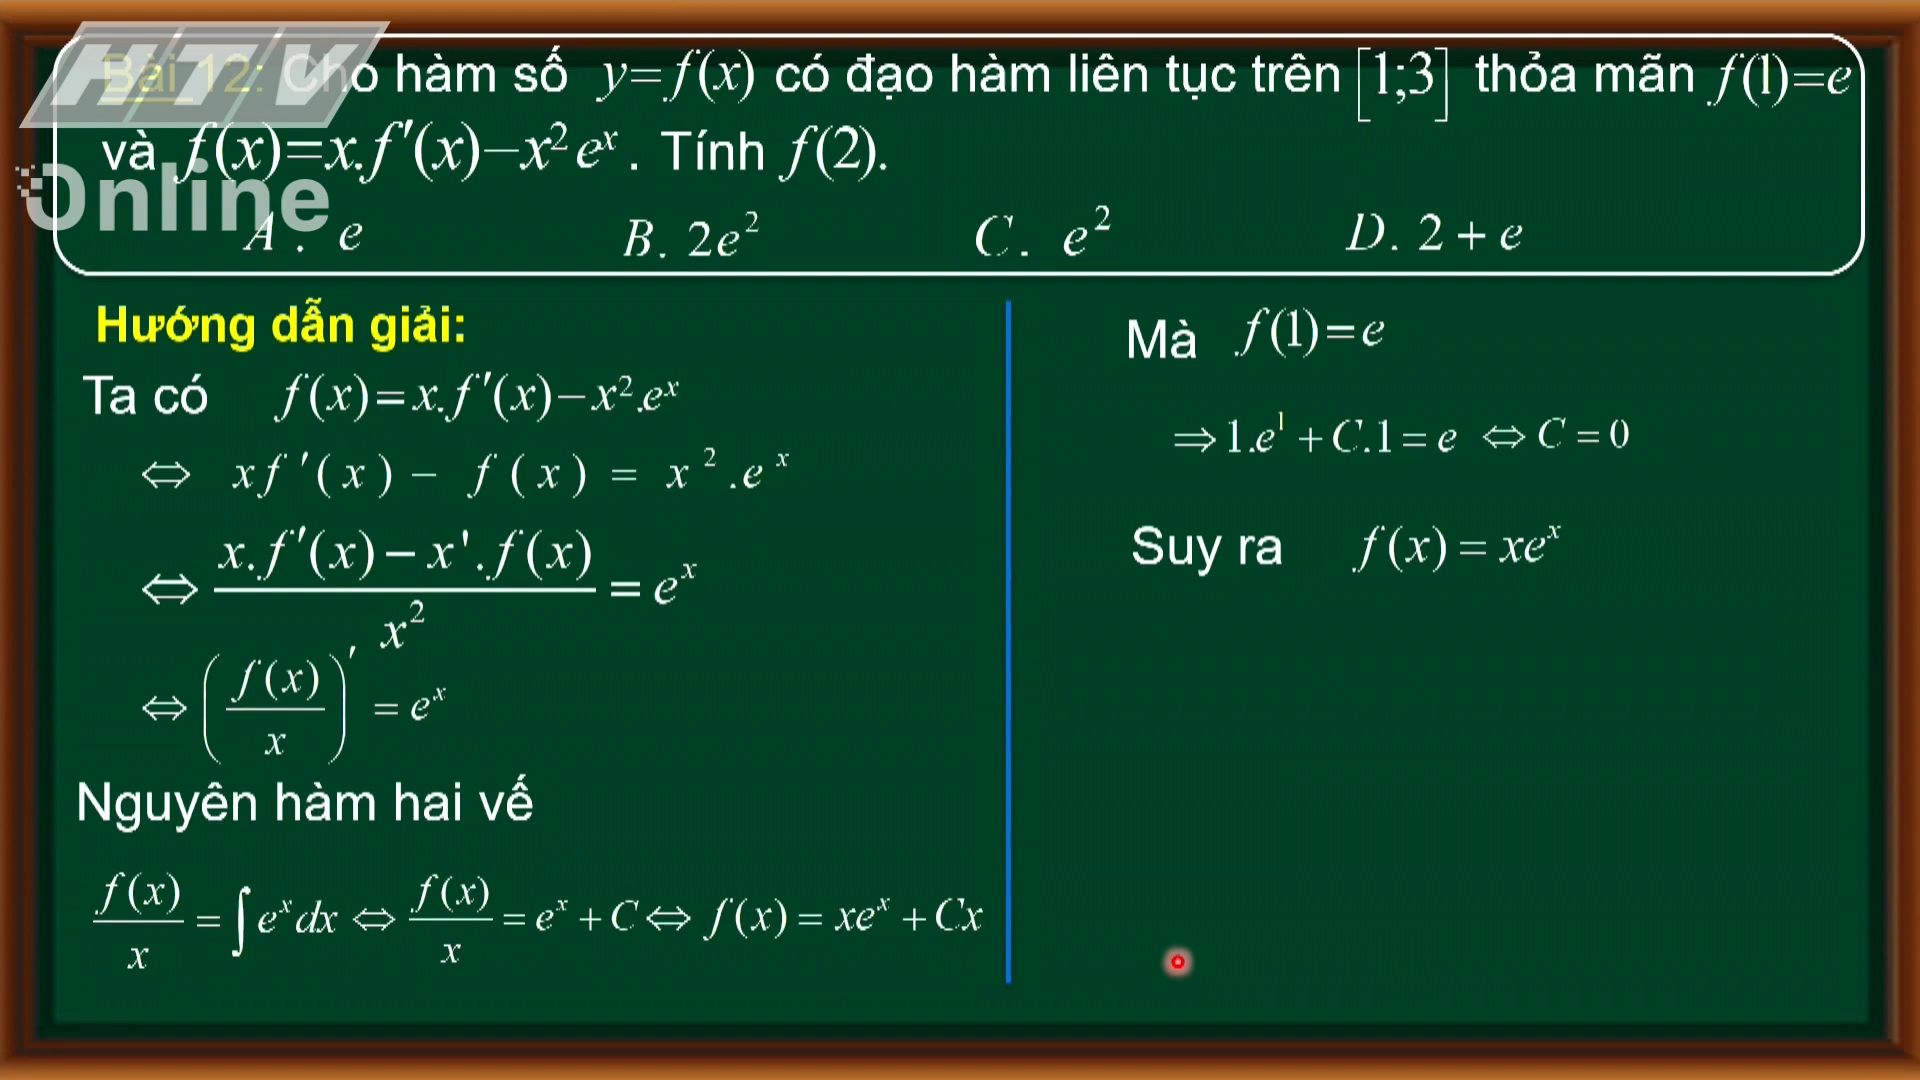 HTV
Online
Bài 12: Cho hàm số y=f(x) có đạo hàm liên tục trên [1;3] thỏa mãn f(1)=e
và f(x)=x.f′(x)−x²eˣ. Tính f(2).
A. e B. 2e² C. e² D. 2 + e
Hướng dẫn giải:
Ta có f(x)=x.f′(x)−x².eˣ
⇔ xf′(x) − f(x) = x².eˣ
⇔ (x.f′(x) − x'.f(x))/x² = eˣ
⇔ (f(x)/x)′ = eˣ
Nguyên hàm hai vế
f(x)/x = ∫eˣdx ⇔ f(x)/x = eˣ + C ⇔ f(x) = xeˣ + Cx
Mà f(1)=e
⇒ 1.e¹ + C.1 = e ⇔ C = 0
Suy ra f(x) = xeˣ